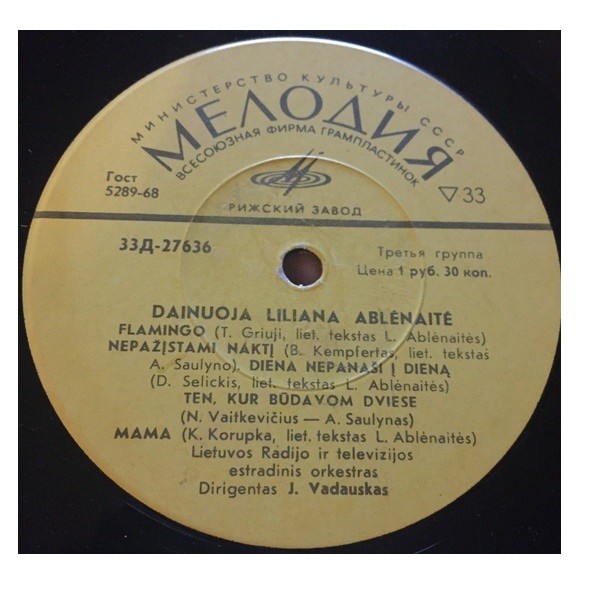 МИНИСТЕРСТВО КУЛЬТУРЫ СССР
МЕЛОДИЯ
ВСЕСОЮЗНАЯ ФИРМА ГРАМПЛАСТИНОК
Гост
5289-68
▽33
РИЖСКИЙ ЗАВОД
33Д-27636
Третья группа
Цена 1 руб. 30 коп.
DAINUOJA LILIANA ABLĖNAITĖ
FLAMINGO (T. Griuji, liet. tekstas L. Ablėnaitės)
NEPAŽĮSTAMI NAKTĮ (B. Kempfertas, liet. tekstas
A. Saulyno). DIENA NEPANAŠI Į DIENĄ
(D. Selickis, liet. tekstas L. Ablėnaitės)
TEN, KUR BŪDAVOM DVIESE
(N. Vaitkevičius — A. Saulynas)
MAMA (K. Korupka, liet. tekstas L. Ablėnaitės)
Lietuvos Radijo ir televizijos
estradinis orkestras
Dirigentas J. Vadauskas